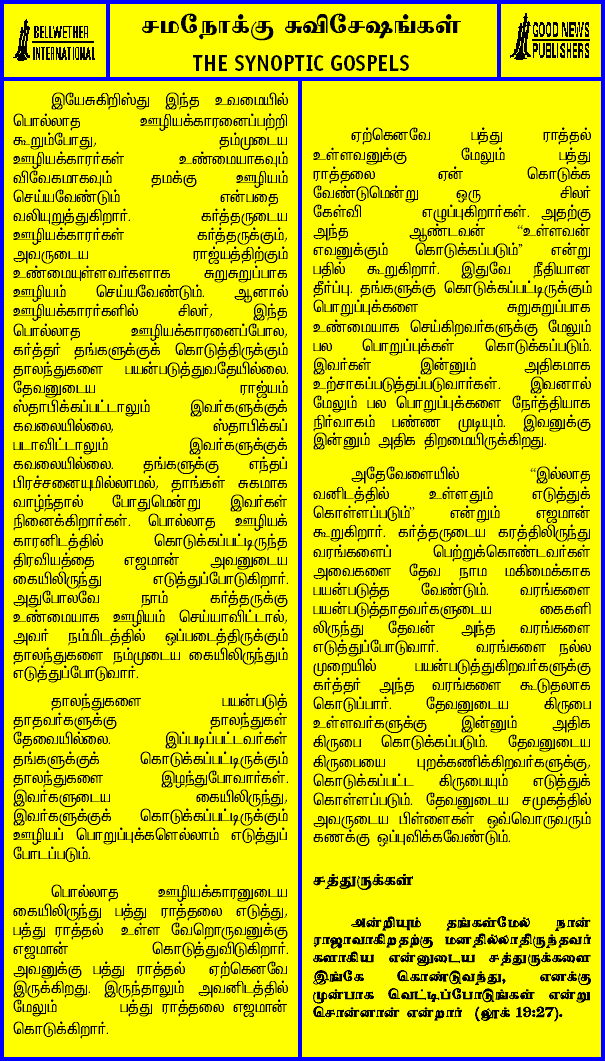 BELLWETHER
INTERNATIONAL
சமநோக்கு சுவிசேஷங்கள்
THE SYNOPTIC GOSPELS
GOOD NEWS
PUBLISHERS
இயேசுகிறிஸ்து இந்த உவமையில்
பொல்லாத ஊழியக்காரனைப்பற்றி
கூறும்போது, தம்முடைய
ஊழியக்காரர்கள் உண்மையாகவும்
விவேகமாகவும் தமக்கு ஊழியம்
செய்யவேண்டும் என்பதை
வலியுறுத்துகிறார். கர்த்தருடைய
ஊழியக்காரர்கள் கர்த்தருக்கும்,
அவருடைய ராஜ்யத்திற்கும்
உண்மையுள்ளவர்களாக சுறுசுறுப்பாக
ஊழியம் செய்யவேண்டும். ஆனால்
ஊழியக்காரர்களில் சிலர், இந்த
பொல்லாத ஊழியக்காரனைப்போல,
கர்த்தர் தங்களுக்குக் கொடுத்திருக்கும்
தாலந்துகளை பயன்படுத்துவதேயில்லை.
தேவனுடைய ராஜ்யம்
ஸ்தாபிக்கப்பட்டாலும் இவர்களுக்குக்
கவலையில்லை, ஸ்தாபிக்கப்
படாவிட்டாலும் இவர்களுக்குக்
கவலையில்லை. தங்களுக்கு எந்தப்
பிரச்சனையுமில்லாமல், தாங்கள் சுகமாக
வாழ்ந்தால் போதுமென்று இவர்கள்
நினைக்கிறார்கள். பொல்லாத ஊழியக்
காரனிடத்தில் கொடுக்கப்பட்டிருந்த
திரவியத்தை எஜமான் அவனுடைய
கையிலிருந்து எடுத்துப்போடுகிறார்.
அதுபோலவே நாம் கர்த்தருக்கு
உண்மையாக ஊழியம் செய்யாவிட்டால்,
அவர் நம்மிடத்தில் ஒப்படைத்திருக்கும்
தாலந்துகளை நம்முடைய கையிலிருந்தும்
எடுத்துப்போடுவார்.
தாலந்துகளை பயன்படுத்
தாதவர்களுக்கு தாலந்துகள்
தேவையில்லை. இப்படிப்பட்டவர்கள்
தங்களுக்குக் கொடுக்கப்பட்டிருக்கும்
தாலந்துகளை இழந்துபோவார்கள்.
இவர்களுடைய கையிலிருந்து,
இவர்களுக்குக் கொடுக்கப்பட்டிருக்கும்
ஊழியப் பொறுப்புக்களெல்லாம் எடுத்துப்
போடப்படும்.
பொல்லாத ஊழியக்காரனுடைய
கையிலிருந்து பத்து ராத்தலை எடுத்து,
பத்து ராத்தல் உள்ள வேறொருவனுக்கு
எஜமான் கொடுத்துவிடுகிறார்.
அவனுக்கு பத்து ராத்தல் ஏற்கெனவே
இருக்கிறது. இருந்தாலும் அவனிடத்தில்
மேலும் பத்து ராத்தலை எஜமான்
கொடுக்கிறார்.
ஏற்கெனவே பத்து ராத்தல்
உள்ளவனுக்கு மேலும் பத்து
ராத்தலை ஏன் கொடுக்க
வேண்டுமென்று ஒரு சிலர்
கேள்வி எழுப்புகிறார்கள். அதற்கு
அந்த ஆண்டவன் “உள்ளவன்
எவனுக்கும் கொடுக்கப்படும்” என்று
பதில் கூறுகிறார். இதுவே நீதியான
தீர்ப்பு. தங்களுக்கு கொடுக்கப்பட்டிருக்கும்
பொறுப்புக்களை சுறுசுறுப்பாக
உண்மையாக செய்கிறவர்களுக்கு மேலும்
பல பொறுப்புக்கள் கொடுக்கப்படும்.
இவர்கள் இன்னும் அதிகமாக
உற்சாகப்படுத்தப்படுவார்கள். இவனால்
மேலும் பல பொறுப்புக்களை நேர்த்தியாக
நிர்வாகம் பண்ண முடியும். இவனுக்கு
இன்னும் அதிக திறமையிருக்கிறது.
அதேவேளையில் “இல்லாத
வனிடத்தில் உள்ளதும் எடுத்துக்
கொள்ளப்படும்” என்றும் எஜமான்
கூறுகிறார். கர்த்தருடைய கரத்திலிருந்து
வரங்களைப் பெற்றுக்கொண்டவர்கள்
அவைகளை தேவ நாம மகிமைக்காக
பயன்படுத்த வேண்டும். வரங்களை
பயன்படுத்தாதவர்களுடைய கைகளி
லிருந்து தேவன் அந்த வரங்களை
எடுத்துப்போடுவார். வரங்களை நல்ல
முறையில் பயன்படுத்துகிறவர்களுக்கு
கர்த்தர் அந்த வரங்களை கூடுதலாக
கொடுப்பார். தேவனுடைய கிருபை
உள்ளவர்களுக்கு இன்னும் அதிக
கிருபை கொடுக்கப்படும். தேவனுடைய
கிருபையை புறக்கணிக்கிறவர்களுக்கு,
கொடுக்கப்பட்ட கிருபையும் எடுத்துக்
கொள்ளப்படும். தேவனுடைய சமுகத்தில்
அவருடைய பிள்ளைகள் ஒவ்வொருவரும்
கணக்கு ஒப்புவிக்கவேண்டும்.
சத்துருக்கள்
அன்றியும் தங்கள்மேல் நான்
ராஜாவாகிறதற்கு மனதில்லாதிருந்தவர்
களாகிய என்னுடைய சத்துருக்களை
இங்கே கொண்டுவந்து, எனக்கு
முன்பாக வெட்டிப்போடுங்கள் என்று
சொன்னான் என்றார் (லூக் 19:27).